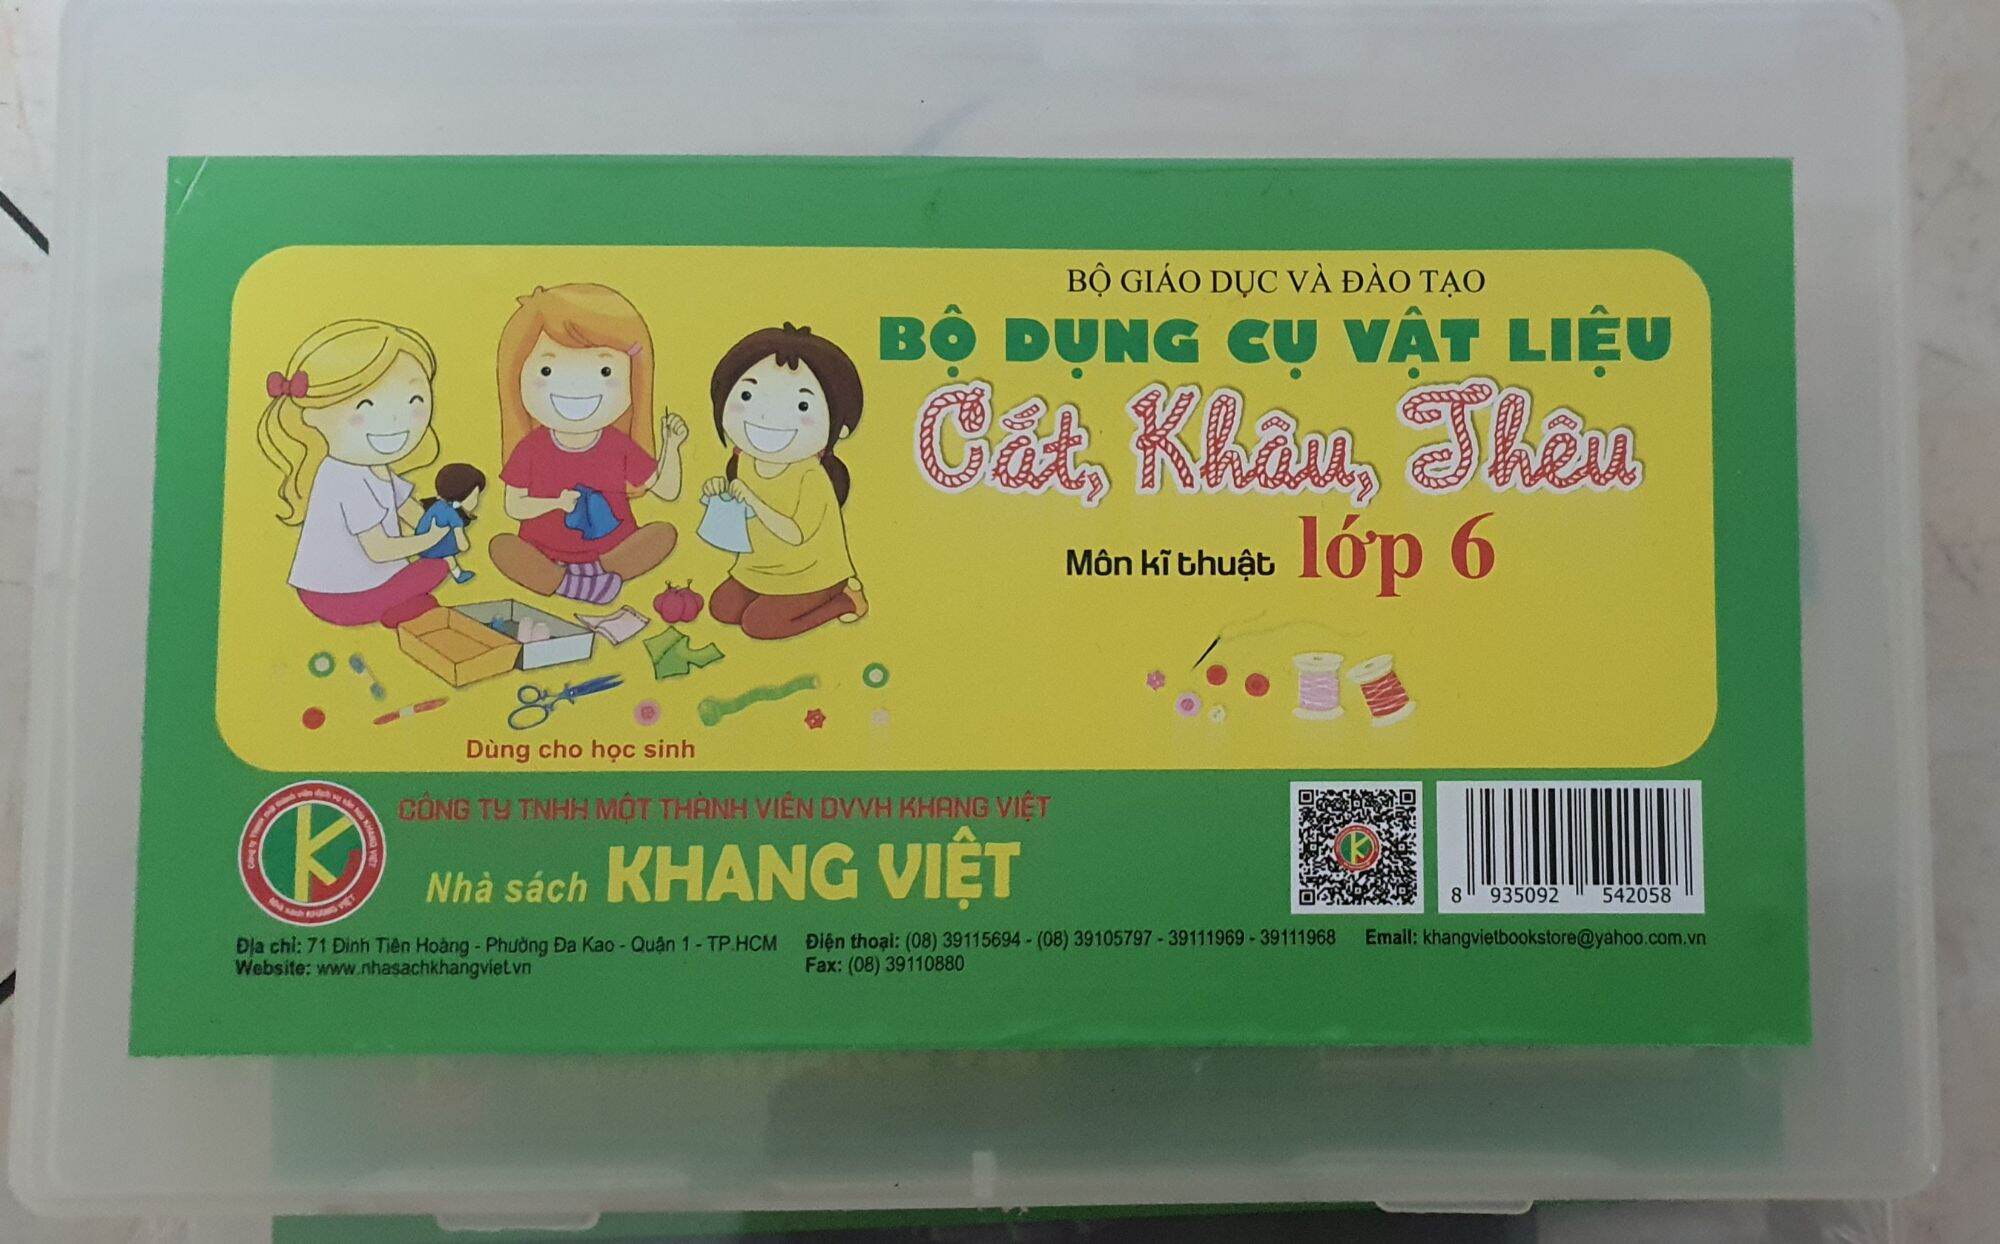 BỘ GIÁO DỤC VÀ ĐÀO TẠO
BỘ DỤNG CỤ VẬT LIỆU
Cắt, Khâu, Thêu
Môn kĩ thuật lớp 6
Dùng cho học sinh
CÔNG TY TNHH MỘT THÀNH VIÊN DVVH KHANG VIỆT
Nhà sách KHANG VIỆT
8 935092 542058
Địa chỉ: 71 Đinh Tiên Hoàng - Phường Đa Kao - Quận 1 - TP.HCM
Website: www.nhasachkhangviet.vn
Điện thoại: (08) 39115694 - (08) 39105797 - 39111969 - 39111968
Fax: (08) 39110880
Email: khangvietbookstore@yahoo.com.vn